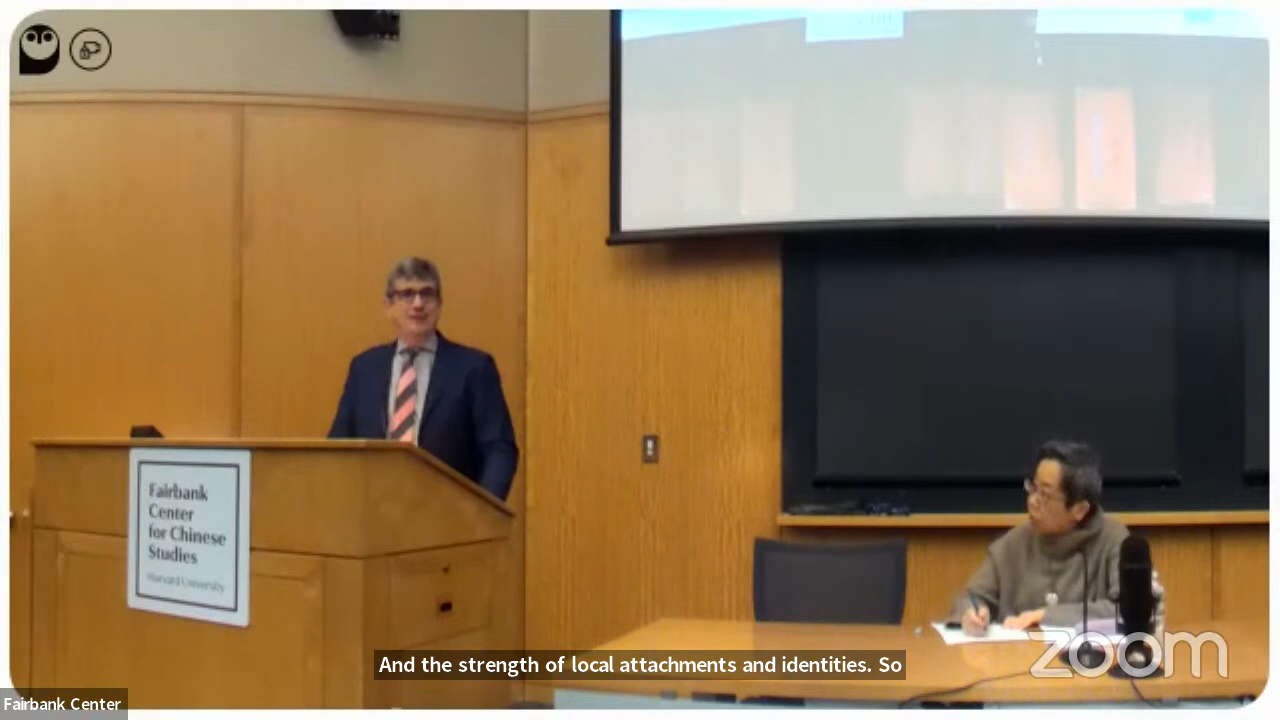 Fairbank
Center
for Chinese
Studies
Harvard University
And the strength of local attachments and identities. So
zoom
Fairbank Center